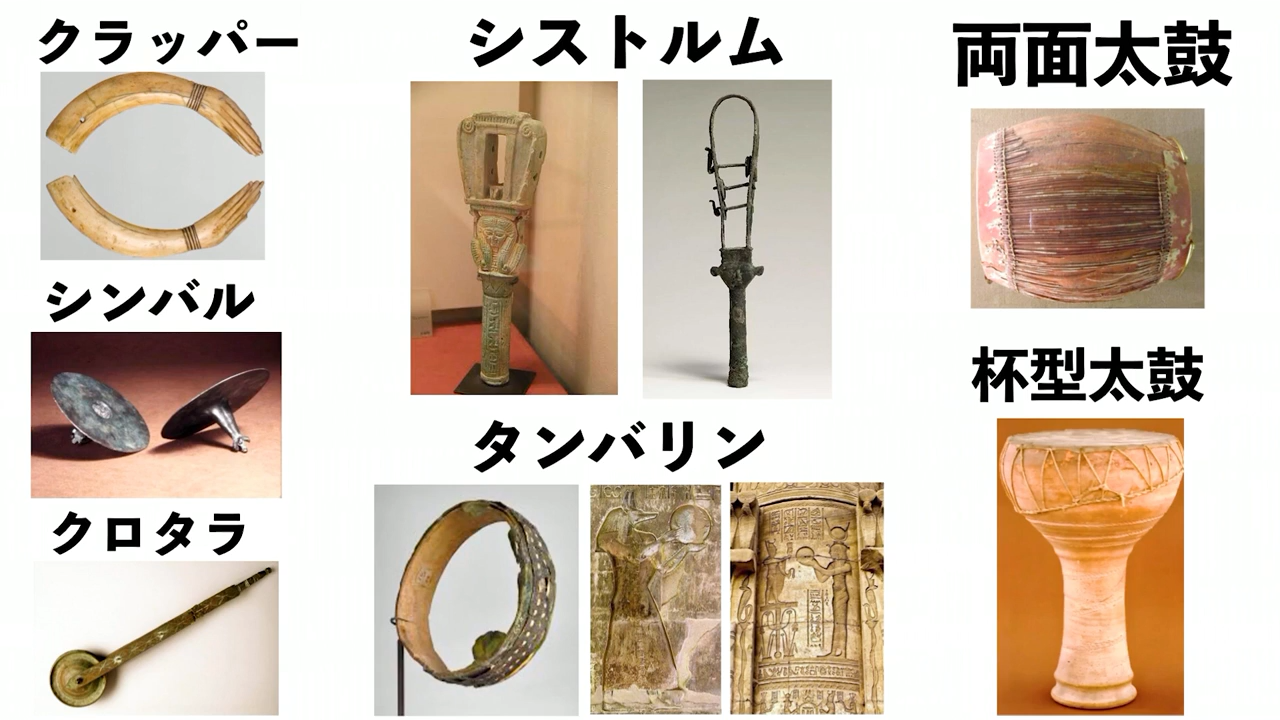 クラッパー
シンバル
クロタラ
システルム
タンバリン
両面太鼓
杯型太鼓